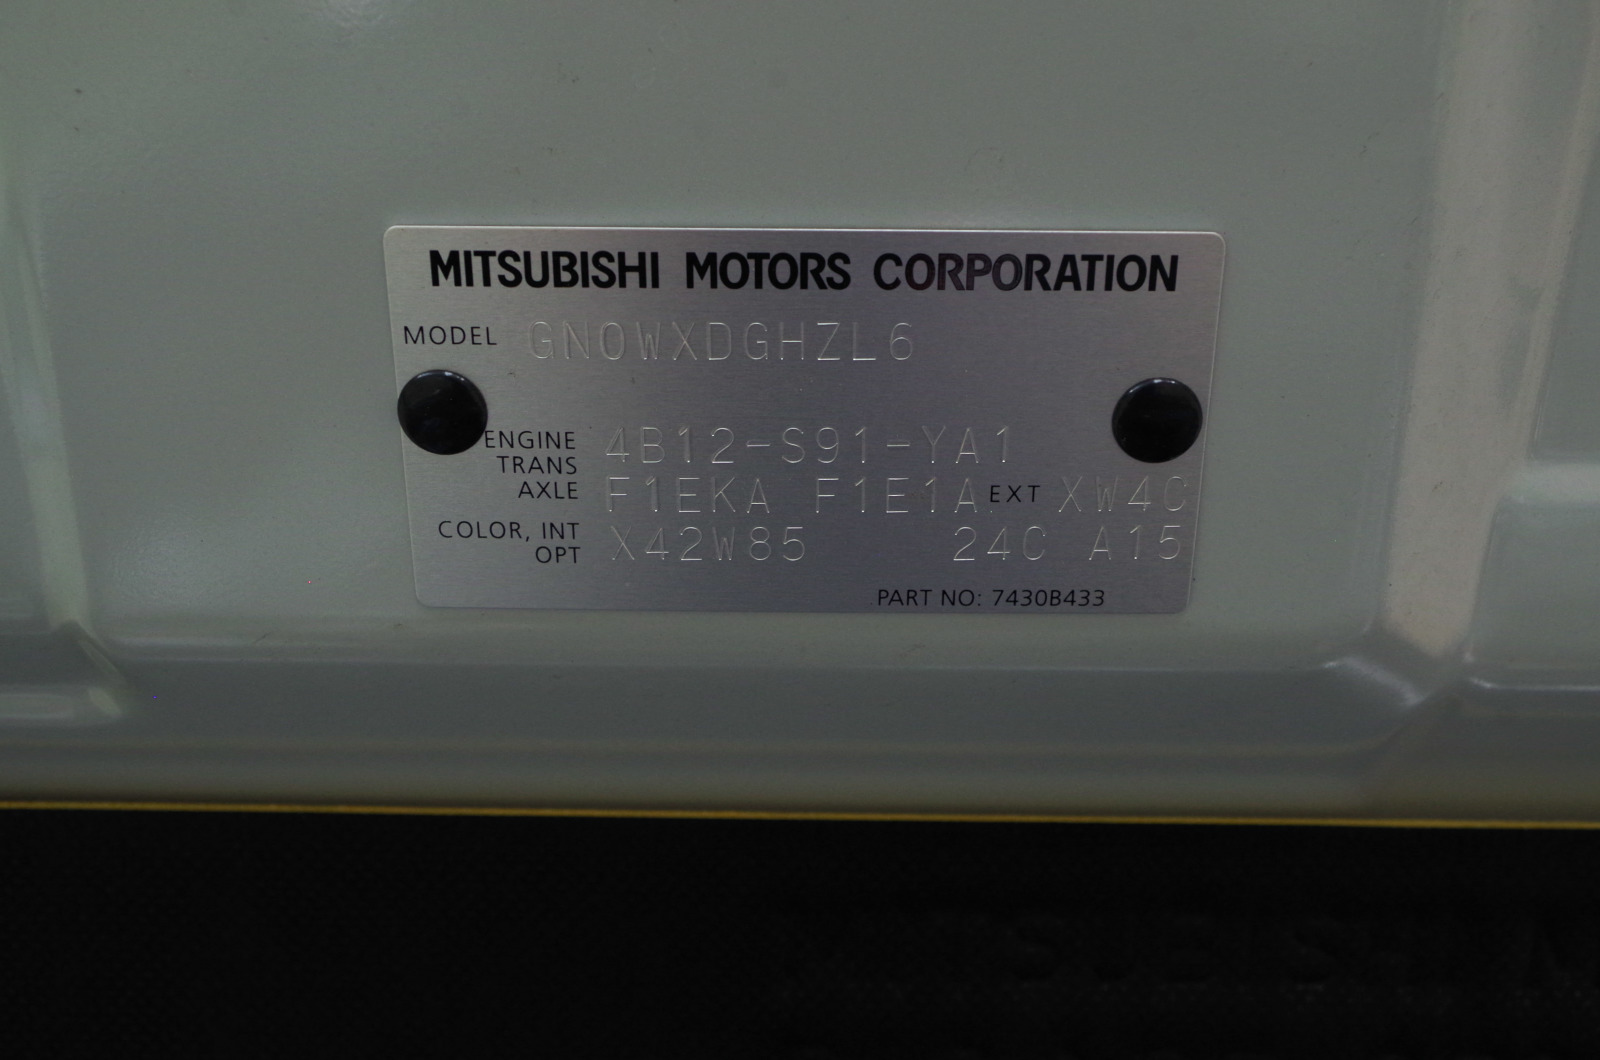 MITSUBISHI MOTORS CORPORATION
MODEL GN0WXDGHZL6
ENGINE 4B12-S91-YA1
TRANS
AXLE F1EKA F1E1A EXT XW4C
COLOR, INT
OPT X42W85 24C A15
PART NO: 7430B433